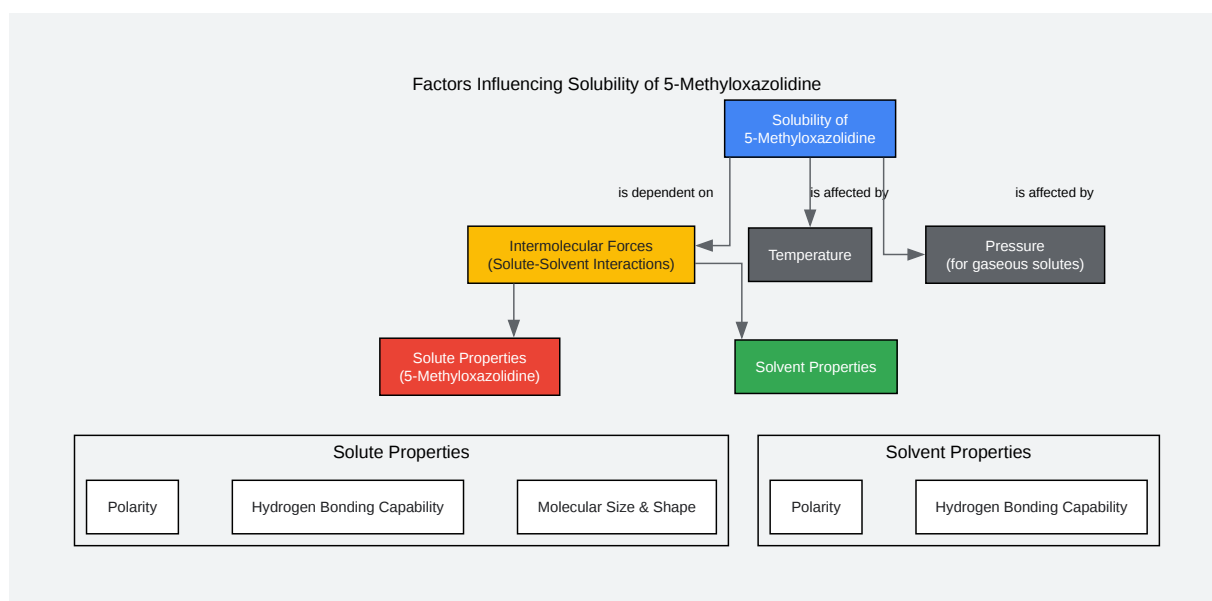 Factors Influencing Solubility of 5-Methyloxazolidine
Solubility of
5-Methyloxazolidine
is dependent on
is affected by
is affected by
Intermolecular Forces
(Solute-Solvent Interactions)
Temperature
Pressure
(for gaseous solutes)
Solute Properties
(5-Methyloxazolidine)
Solvent Properties
Solute Properties
Polarity
Hydrogen Bonding Capability
Molecular Size & Shape
Solvent Properties
Polarity
Hydrogen Bonding Capability